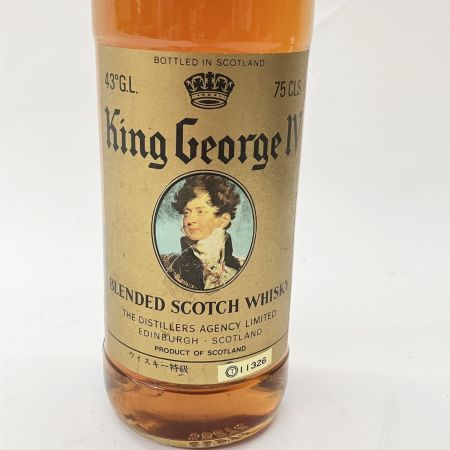 BOTTLED IN SCOTLAND
43°G.L. 75 CLS.
King George IV
BLENDED SCOTCH WHISKY
THE DISTILLERS AGENCY LIMITED
EDINBURGH · SCOTLAND
PRODUCT OF SCOTLAND
ウイスキー特級
11326